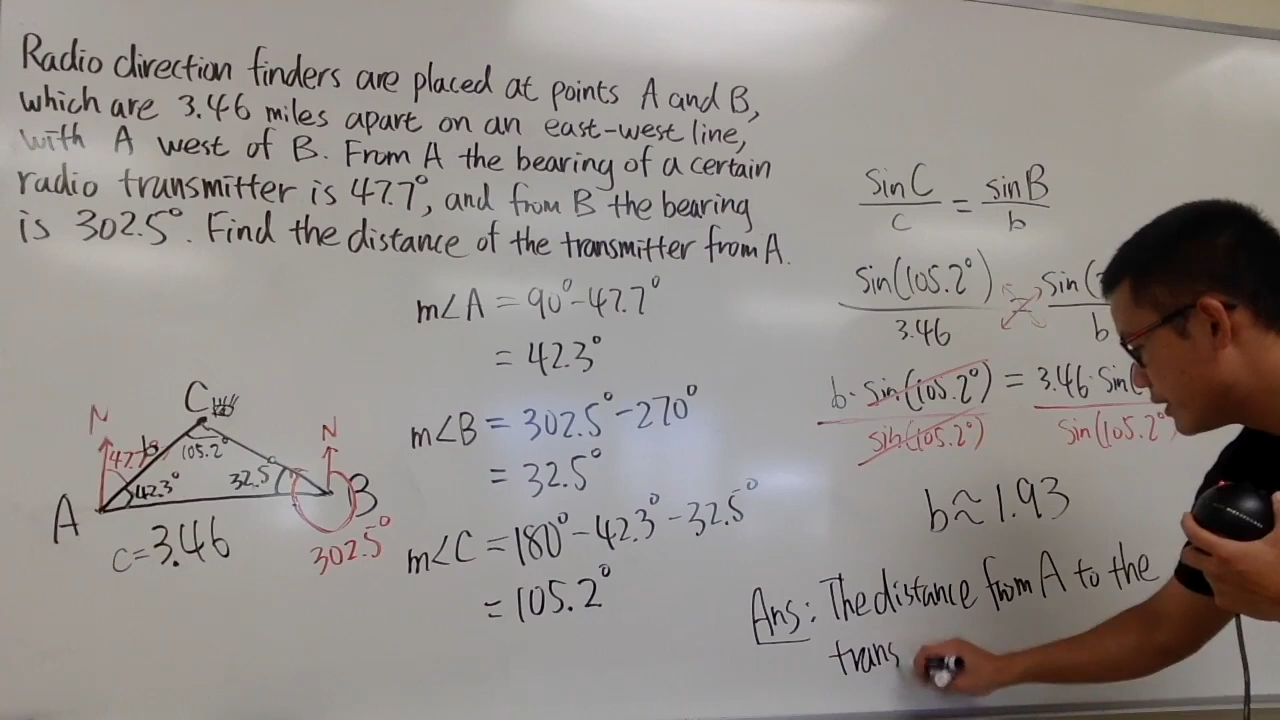 Radio direction finders are placed at points A and B,
which are 3.46 miles apart on an east-west line,
with A west of B. From A the bearing of a certain
radio transmitter is 47.7°, and from B the bearing
is 302.5°. Find the distance of the transmitter from A.
m∠A = 90° - 47.7°
= 42.3°
m∠B = 302.5° - 270°
= 32.5°
m∠C = 180° - 42.3° - 32.5°
= 105.2°
N
47.7°
b
C
105.2°
N
42.3°
32.5°
A
B
c = 3.46
302.5°
sin C / c = sin B / b
sin(105.2°) / 3.46 = sin( / b
b · sin(105.2°) = 3.46 · sin(
sin(105.2°) sin(105.2°
b ≈ 1.93
Ans: The distance from A to the
trans